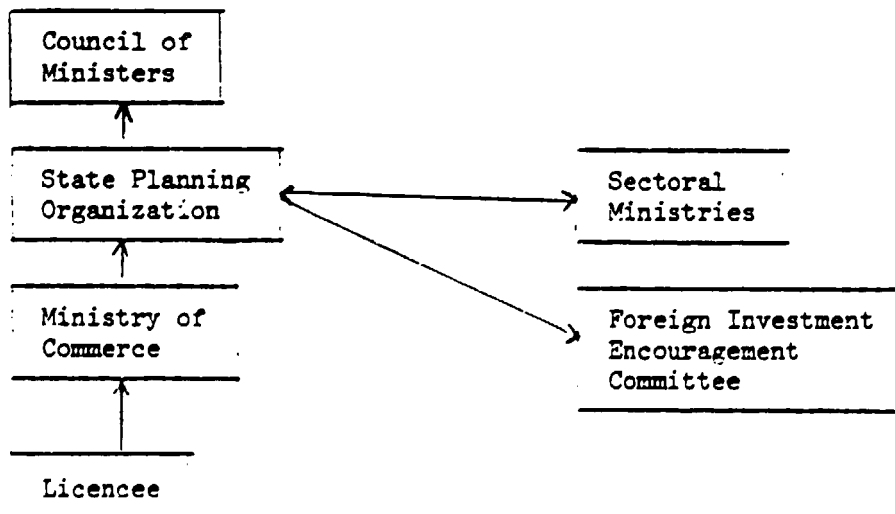 Council of
Ministers
State Planning
Organization
Sectoral
Ministries
Ministry of
Commerce
Foreign Investment
Encouragement
Committee
Licencee